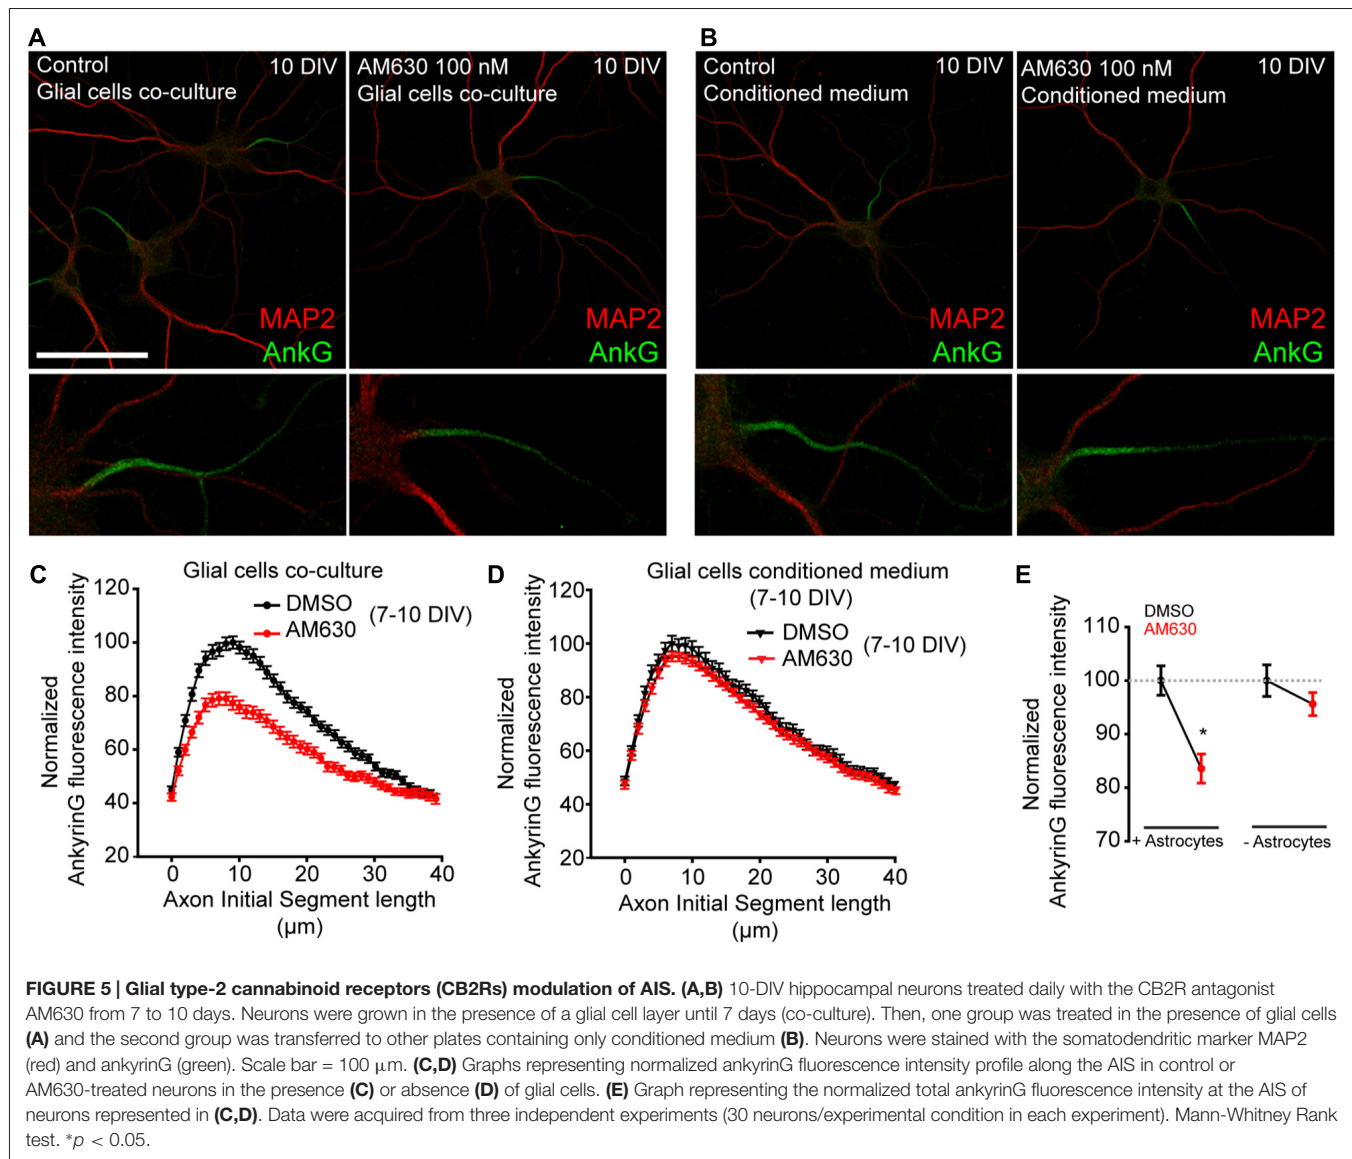 A
Control 10 DIV
Glial cells co-culture
MAP2
AnkG
AM630 100 nM 10 DIV
Glial cells co-culture
MAP2
AnkG
B
Control 10 DIV
Conditioned medium
MAP2
AnkG
AM630 100 nM 10 DIV
Conditioned medium
MAP2
AnkG
C
Glial cells co-culture
DMSO
AM630
(7-10 DIV)
Normalized
AnkyrinG fluorescence intensity
120
100
80
60
40
20
0 10 20 30 40
Axon Initial Segment length
(µm)
D
Glial cells conditioned medium
(7-10 DIV)
DMSO
AM630
(7-10 DIV)
Normalized
AnkyrinG fluorescence intensity
120
100
80
60
40
20
0 10 20 30 40
Axon Initial Segment length
(µm)
E
DMSO
AM630
Normalized
AnkyrinG fluorescence intensity
110
100
90
80
70
*
+ Astrocytes - Astrocytes
FIGURE 5 | Glial type-2 cannabinoid receptors (CB2Rs) modulation of AIS. (A,B) 10-DIV hippocampal neurons treated daily with the CB2R antagonist
AM630 from 7 to 10 days. Neurons were grown in the presence of a glial cell layer until 7 days (co-culture). Then, one group was treated in the presence of glial cells
(A) and the second group was transferred to other plates containing only conditioned medium (B). Neurons were stained with the somatodendritic marker MAP2
(red) and ankyrinG (green). Scale bar = 100 µm. (C,D) Graphs representing normalized ankyrinG fluorescence intensity profile along the AIS in control or
AM630-treated neurons in the presence (C) or absence (D) of glial cells. (E) Graph representing the normalized total ankyrinG fluorescence intensity at the AIS of
neurons represented in (C,D). Data were acquired from three independent experiments (30 neurons/experimental condition in each experiment). Mann-Whitney Rank
test. *p < 0.05.